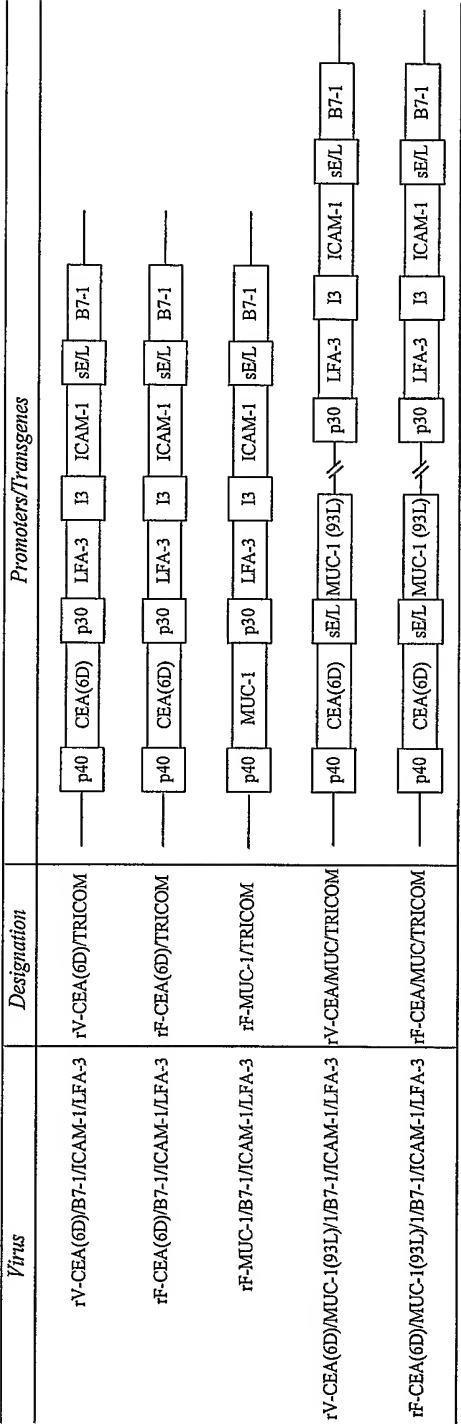 Virus Designation Promoters/Transgenes
rV-CEA(6D)/B7-1/ICAM-1/LFA-3 rV-CEA(6D)/TRICOM p40 CEA(6D) p30 LFA-3 I3 ICAM-1 sE/L B7-1
rF-CEA(6D)/B7-1/ICAM-1/LFA-3 rF-CEA(6D)/TRICOM p40 CEA(6D) p30 LFA-3 I3 ICAM-1 sE/L B7-1
rF-MUC-1/B7-1/ICAM-1/LFA-3 rF-MUC-1/TRICOM p40 MUC-1 p30 LFA-3 I3 ICAM-1 sE/L B7-1
rV-CEA(6D)/MUC-1(93L)/1/B7-1/ICAM-1/LFA-3 rV-CEA/MUC/TRICOM p40 CEA(6D) sE/L MUC-1 (93L) p30 LFA-3 I3 ICAM-1 sE/L B7-1
rF-CEA(6D)/MUC-1(93L)/1/B7-1/ICAM-1/LFA-3 rF-CEA/MUC/TRICOM p40 CEA(6D) sE/L MUC-1 (93L) p30 LFA-3 I3 ICAM-1 sE/L B7-1